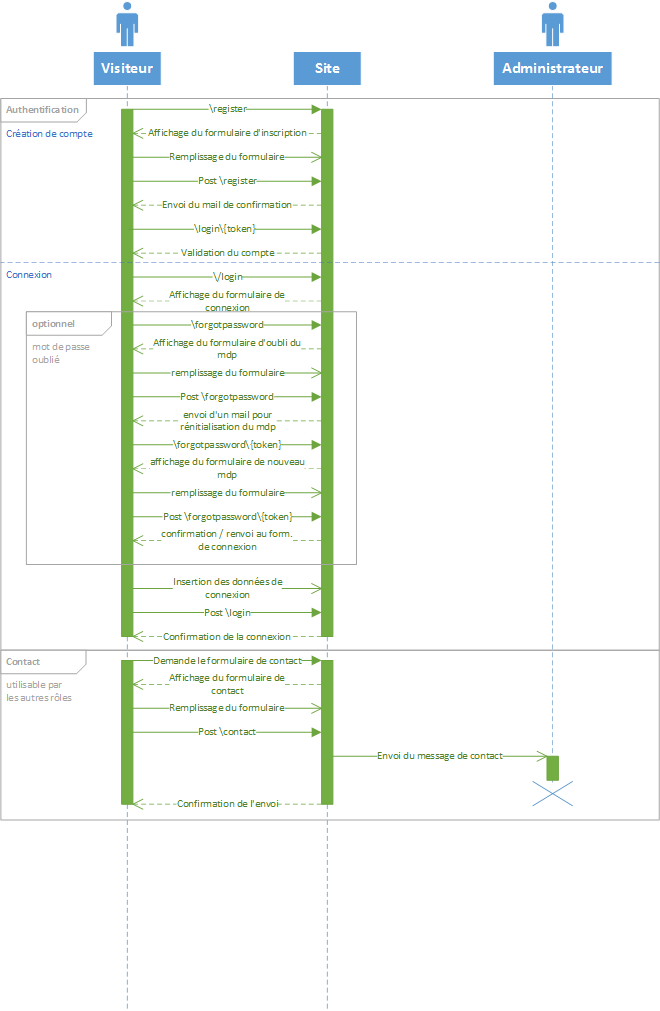 Visiteur
Site
Administrateur
Authentification
Création de compte
\register
Affichage du formulaire d'inscription
Remplissage du formulaire
Post \register
Envoi du mail de confirmation
\login\{token}
Validation du compte
Connexion
\/login
Affichage du formulaire de
connexion
optionnel
mot de passe
oublié
\forgotpassword
Affichage du formulaire d'oubli du
mdp
remplissage du formulaire
Post \forgotpassword
envoi d'un mail pour
rénitialisation du mdp
\forgotpassword\{token}
affichage du formulaire de nouveau
mdp
remplissage du formulaire
Post \forgotpassword\{token}
confirmation / renvoi au form.
de connexion
Insertion des données de
connexion
Post \login
Confirmation de la connexion
Contact
utilisable par
les autres rôles
Demande le formulaire de contact
Affichage du formulaire de
contact
Remplissage du formulaire
Post \contact
Envoi du message de contact
Confirmation de l'envoi